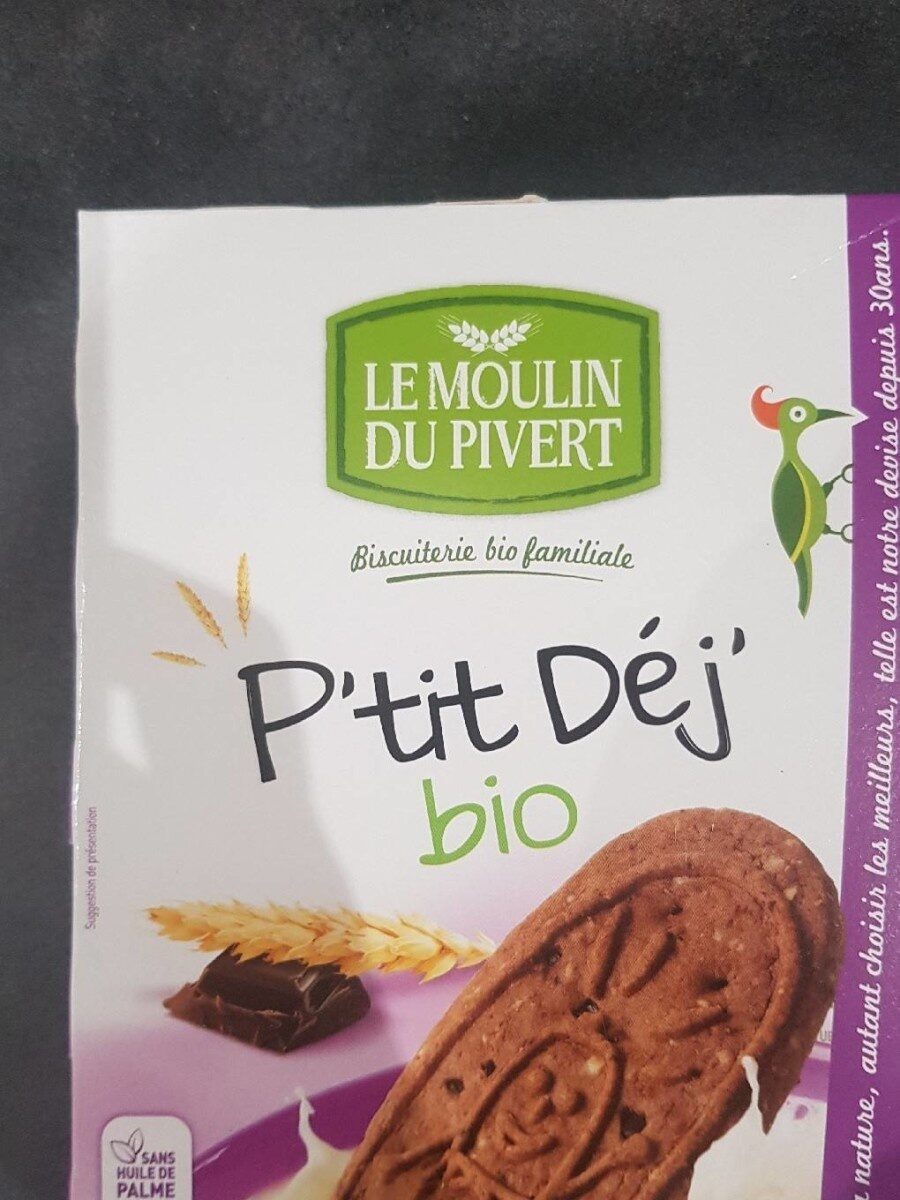 LE MOULIN
DU PIVERT
Biscuiterie bio familiale
P'tit Déj'
bio
Suggestion de présentation
SANS
HUILE DE
PALME
nature, autant choisir les meilleurs, telle est notre devise depuis 30ans.